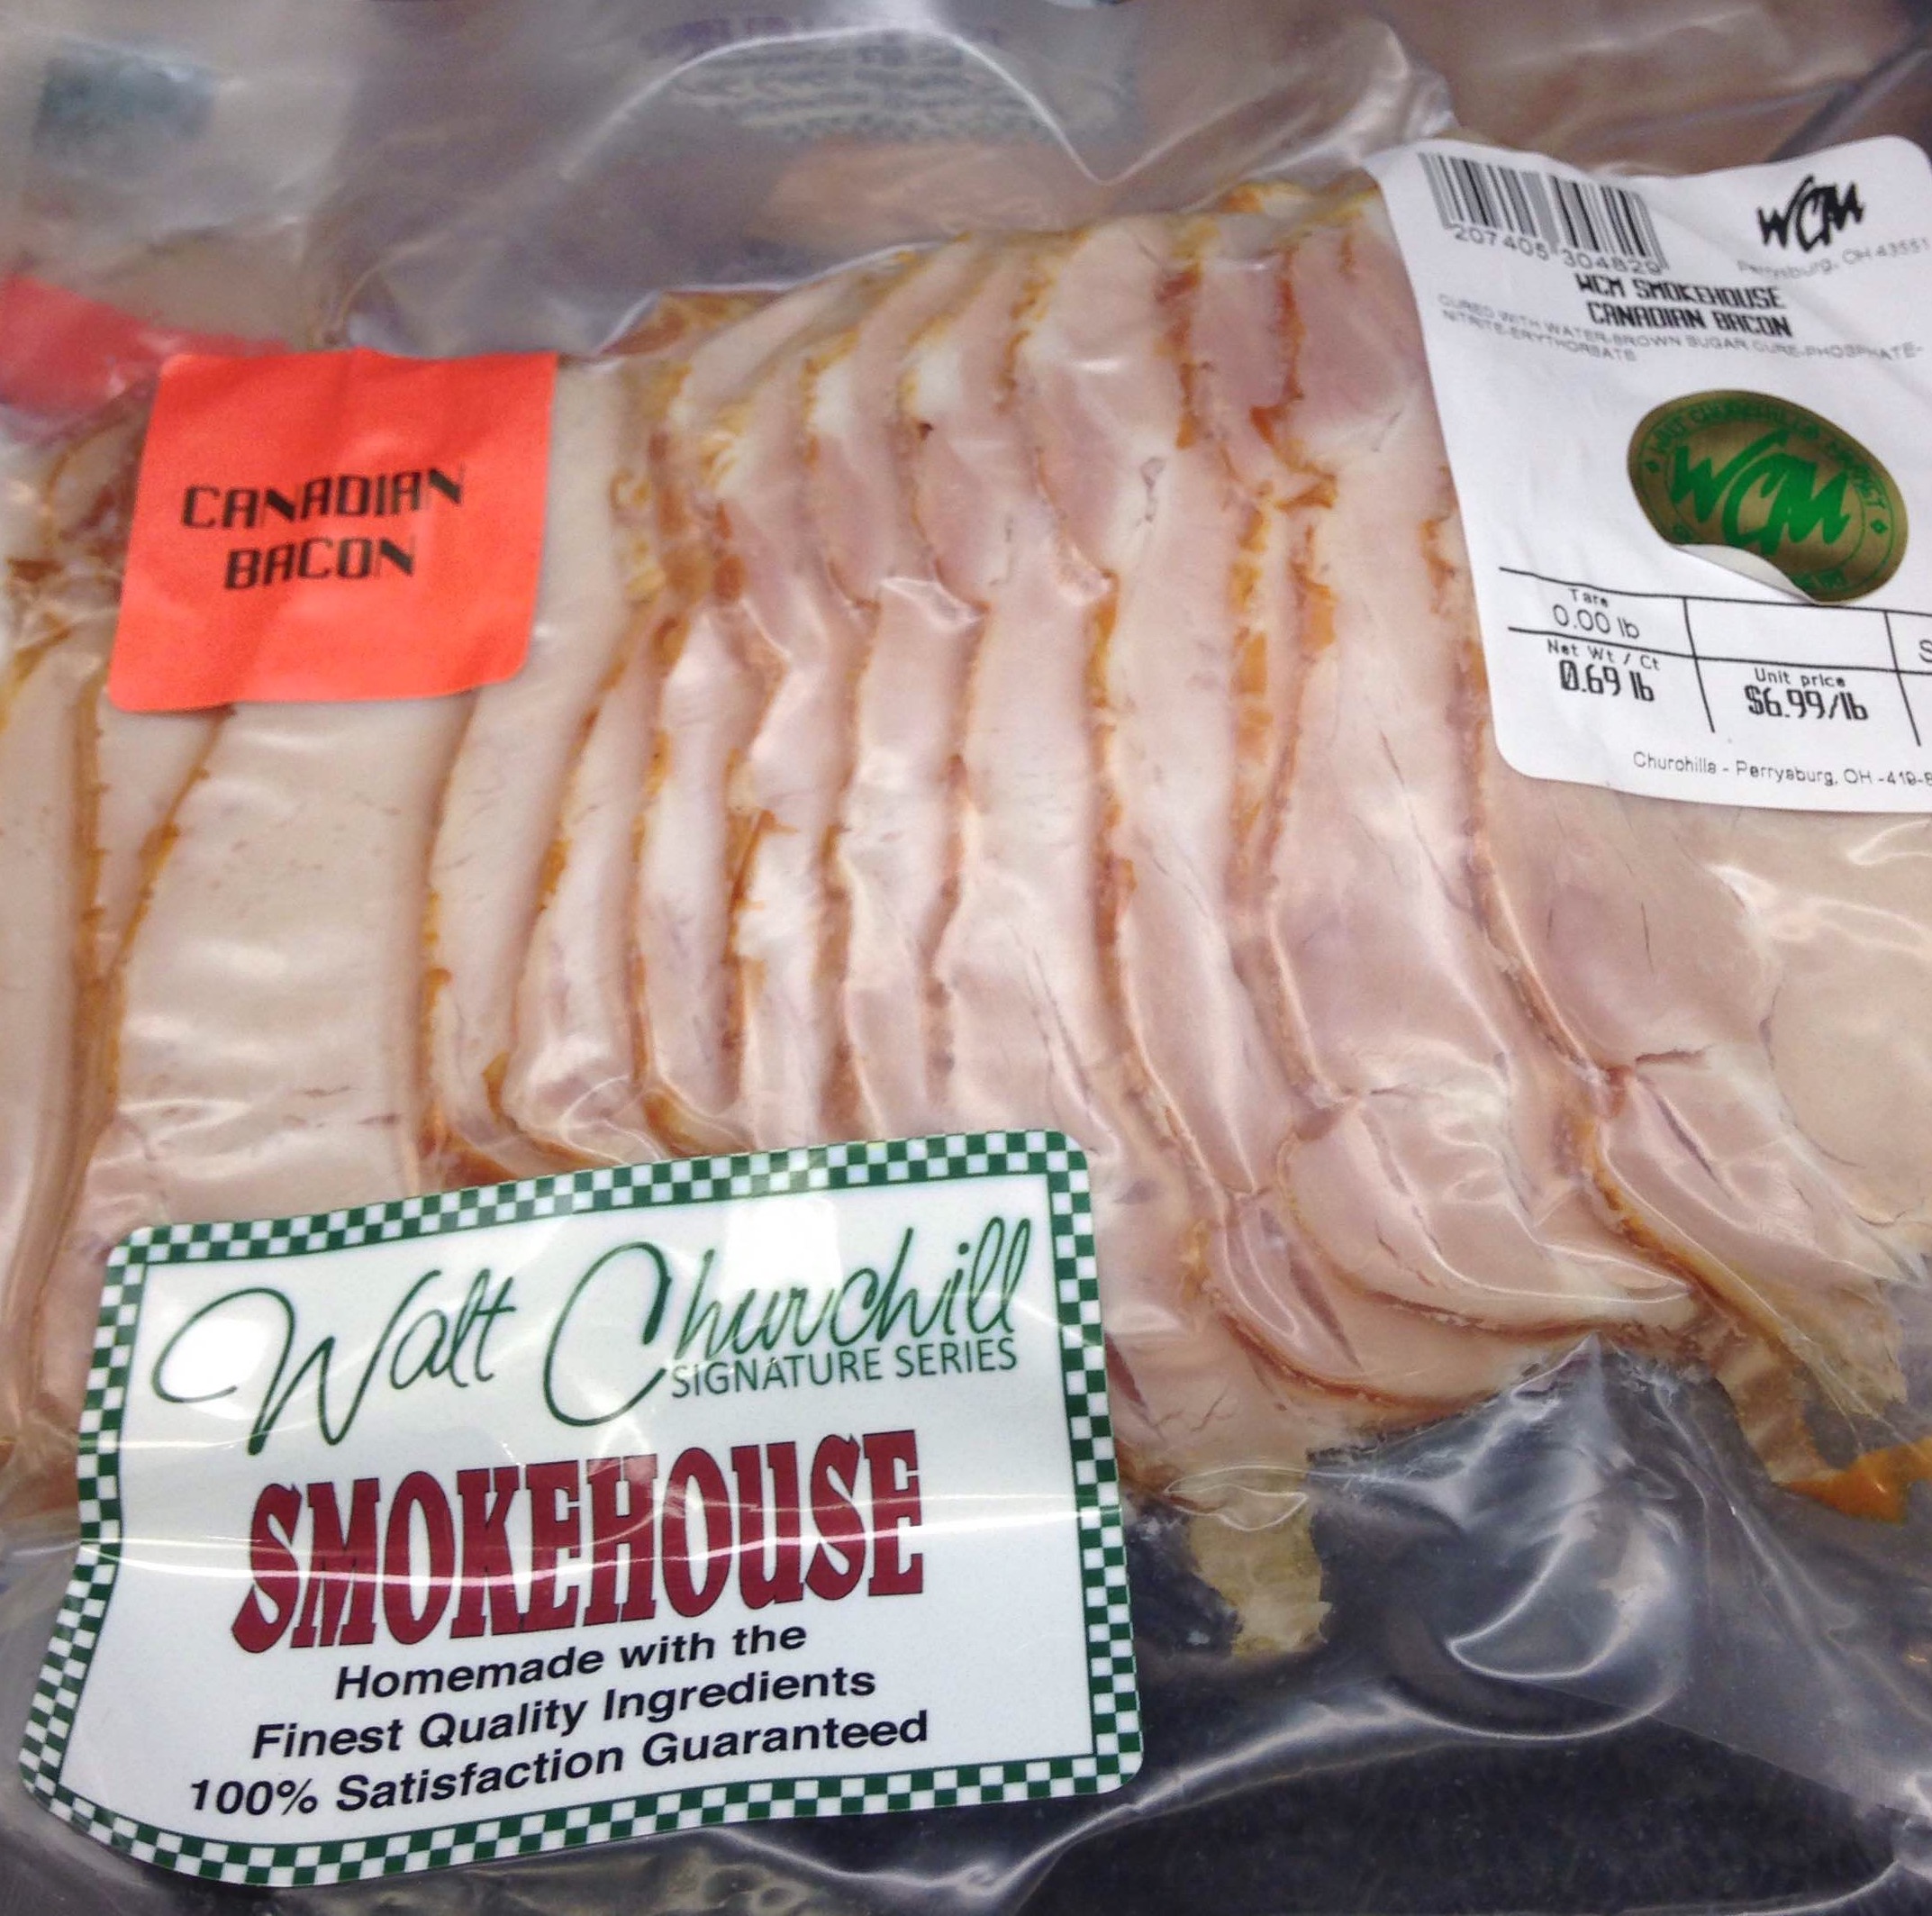 CANADIAN
BACON
207405 304829
WCM
Perrysburg, OH 43551
WCM SMOKEHOUSE
CANADIAN BACON
CURED WITH WATER-BROWN SUGAR CURE-PHOSPHATE-
NITRITE-ERYTHORBATE
WCM
Tare
0.00 lb
Net Wt / Ct
0.69 lb
Unit price
$6.99/lb
Churchills - Perrysburg, OH -419-
Walt Churchill
SIGNATURE SERIES
SMOKEHOUSE
Homemade with the
Finest Quality Ingredients
100% Satisfaction Guaranteed